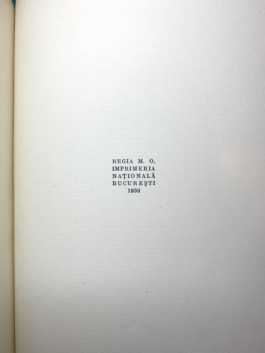 REGIA M. O.
IMPRIMERIA
NAȚIONALĂ
BUCUREȘTI
1930